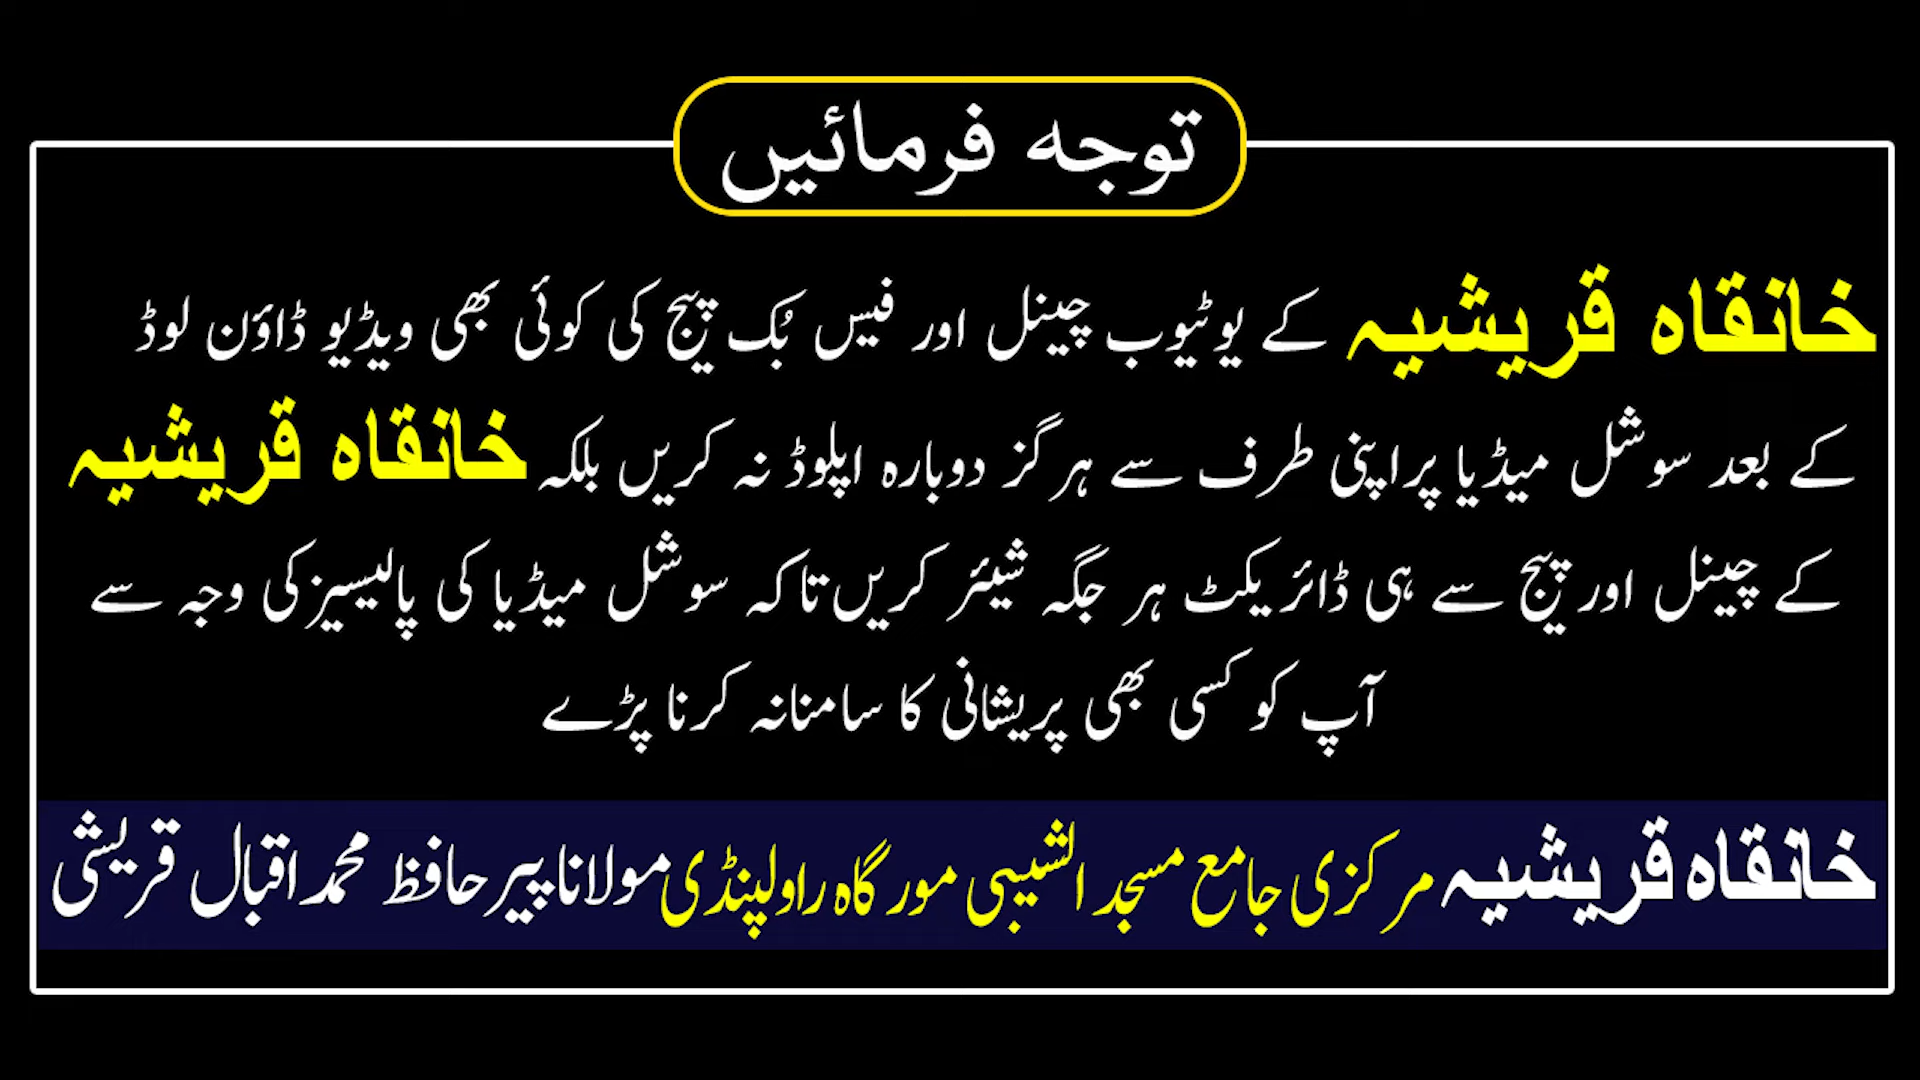 توجہ فرمائیں
خانقاہ قریشیہ کے یوٹیوب چینل اور فیس بُک پیج کی کوئی بھی ویڈیو ڈاؤن لوڈ
کے بعد سوشل میڈیا پر اپنی طرف سے ہرگز دوبارہ اپلوڈ نہ کریں بلکہ خانقاہ قریشیہ
کے چینل اور پیج سے ہی ڈائریکٹ ہر جگہ شیئر کریں تاکہ سوشل میڈیا کی پالیسیز کی وجہ سے
آپ کو کسی بھی پریشانی کا سامنانہ کرنا پڑے
خانقاہ قریشیہ مرکزی جامع مسجد الشیبی مورگاہ راولپنڈی مولانا پیر حافظ محمد اقبال قریشی